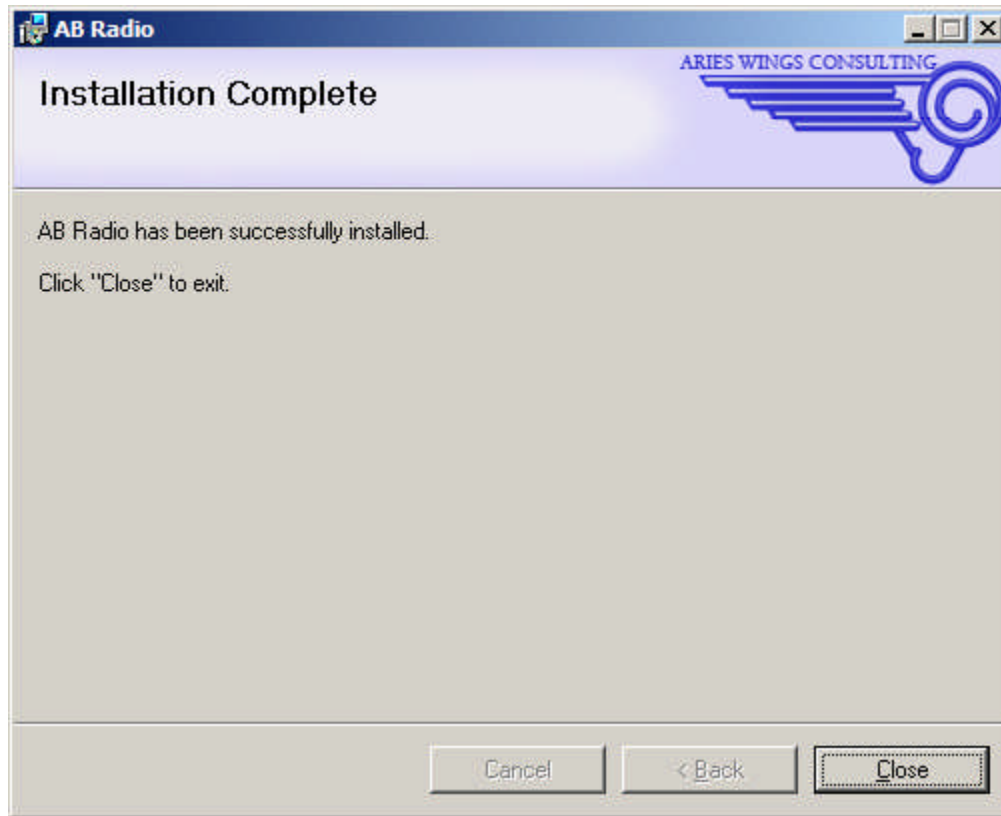 AB Radio
ARIES WINGS CONSULTING
Installation Complete
AB Radio has been successfully installed.
Click "Close" to exit.
Cancel
< Back
Close